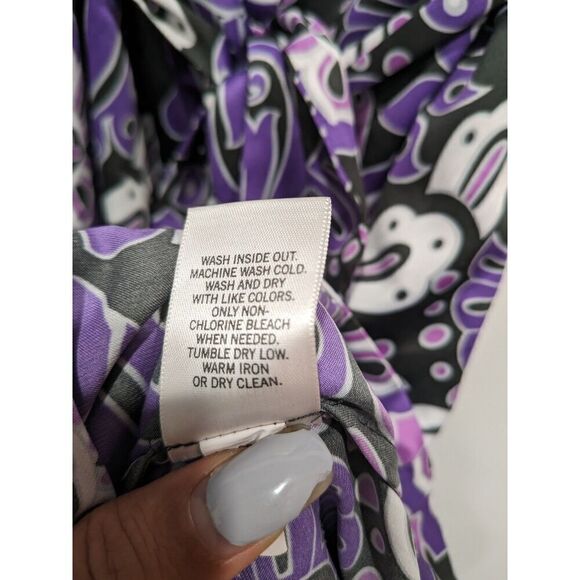 WASH INSIDE OUT.
MACHINE WASH COLD.
WASH AND DRY
WITH LIKE COLORS.
ONLY NON-
CHLORINE BLEACH
WHEN NEEDED.
TUMBLE DRY LOW.
WARM IRON
OR DRY CLEAN.